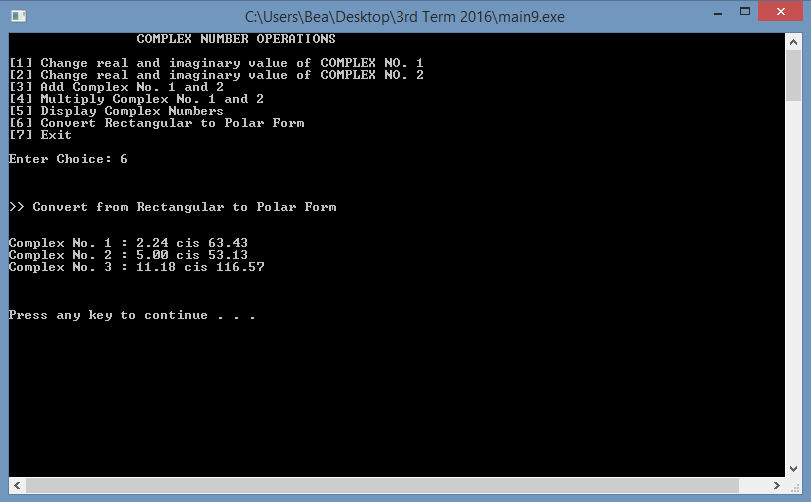 C:\Users\Bea\Desktop\3rd Term 2016\main9.exe
COMPLEX NUMBER OPERATIONS
[1] Change real and imaginary value of COMPLEX NO. 1
[2] Change real and imaginary value of COMPLEX NO. 2
[3] Add Complex No. 1 and 2
[4] Multiply Complex No. 1 and 2
[5] Display Complex Numbers
[6] Convert Rectangular to Polar Form
[7] Exit
Enter Choice: 6
>> Convert from Rectangular to Polar Form
Complex No. 1 : 2.24 cis 63.43
Complex No. 2 : 5.00 cis 53.13
Complex No. 3 : 11.18 cis 116.57
Press any key to continue . . .